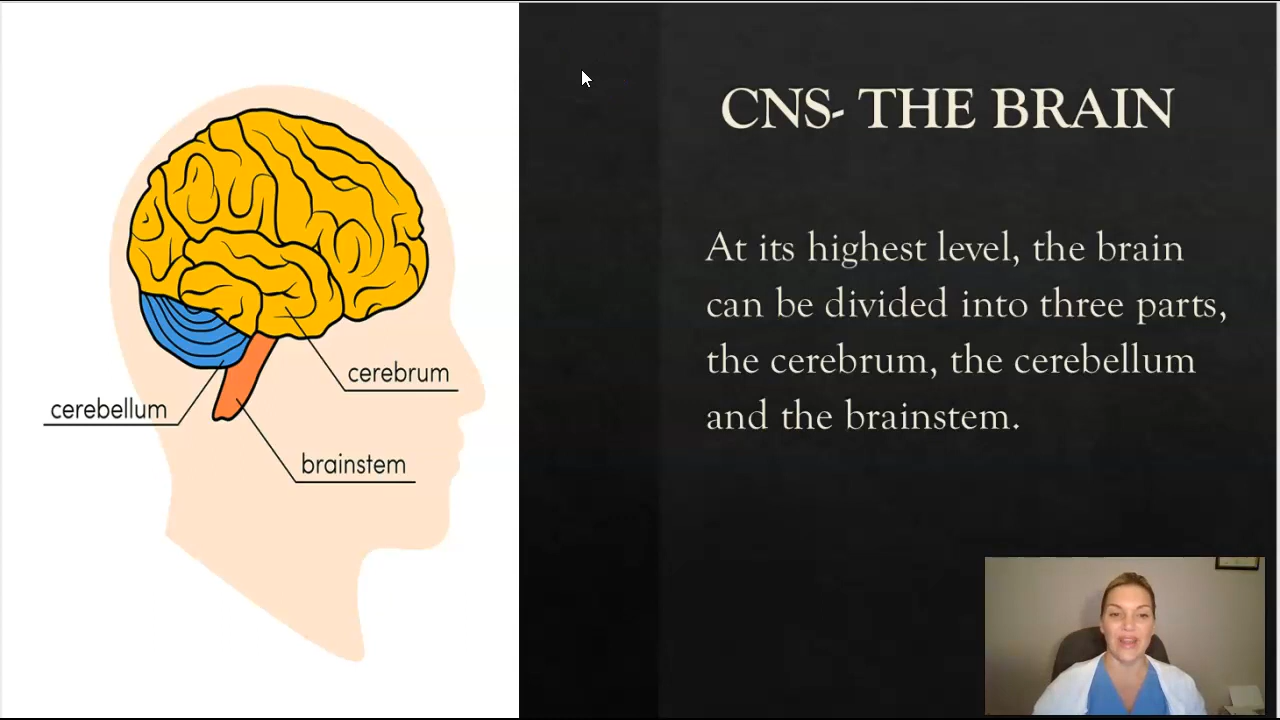 CNS- THE BRAIN
At its highest level, the brain
can be divided into three parts,
the cerebrum, the cerebellum
and the brainstem.
cerebrum
cerebellum
brainstem